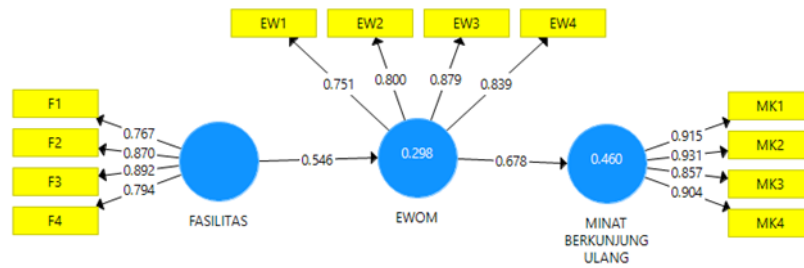 EW1
EW2
EW3
EW4
0.751
0.800
0.879
0.839
F1
F2
F3
F4
0.767
0.870
0.892
0.794
FASILITAS
0.546
0.298
EWOM
0.678
0.460
MINAT
BERKUNJUNG
ULANG
0.915
0.931
0.857
0.904
MK1
MK2
MK3
MK4